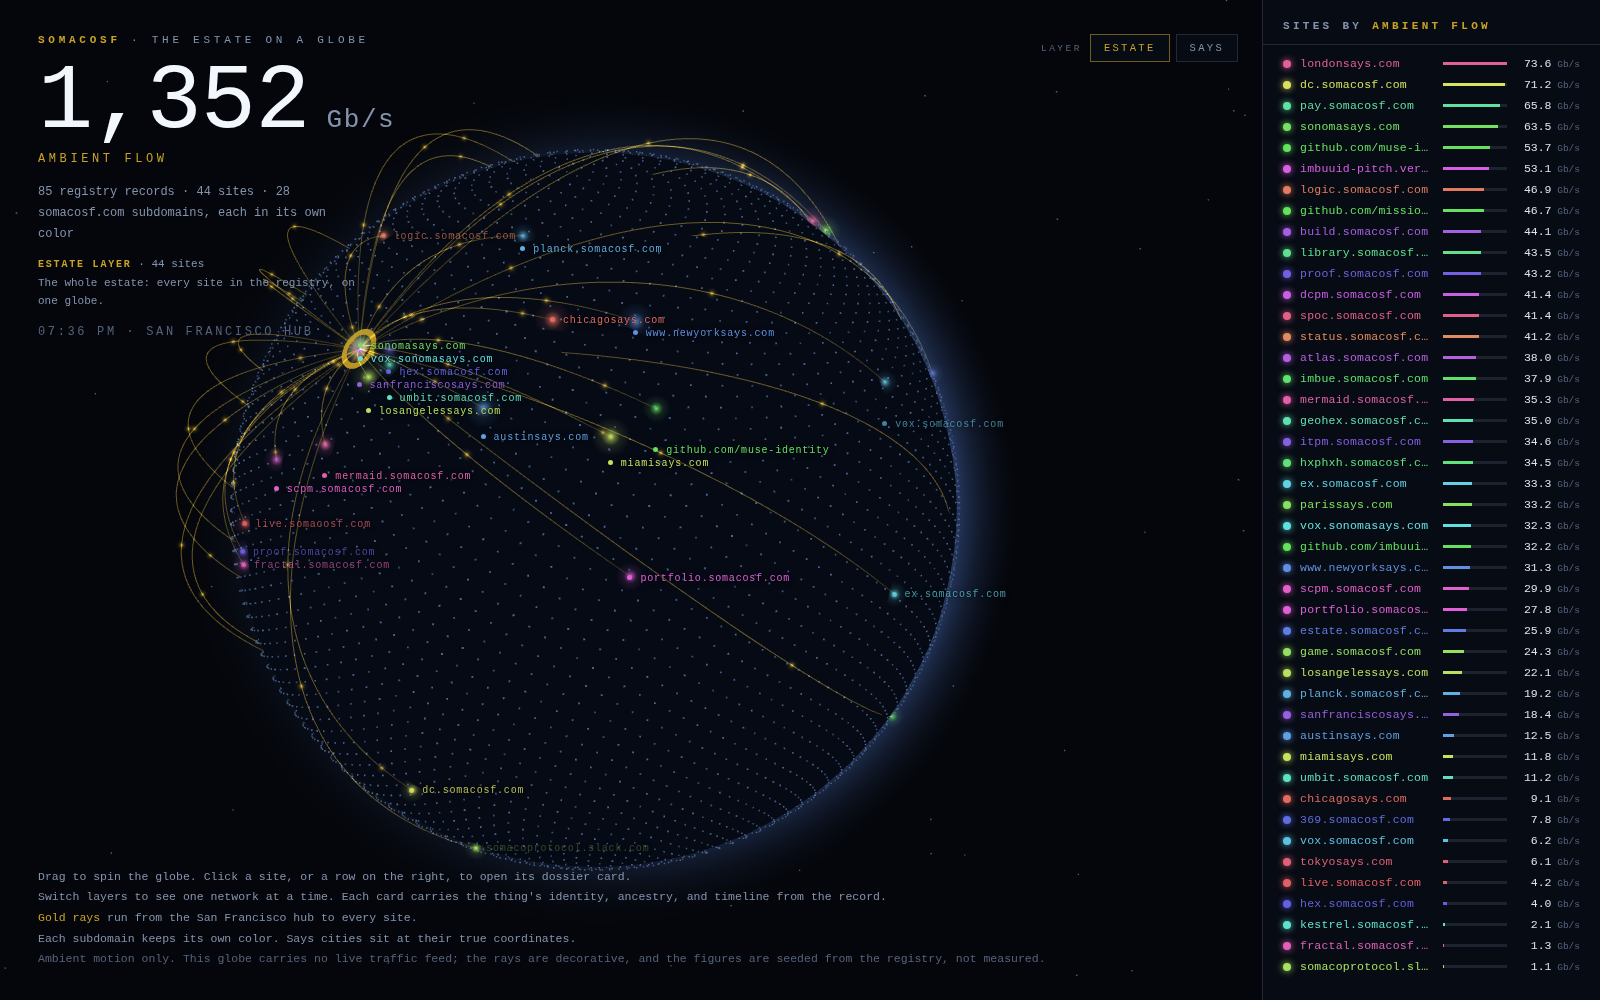 SOMACOSF · THE ESTATE ON A GLOBE
1,352 Gb/s
AMBIENT FLOW
85 registry records · 44 sites · 28
somacosf.com subdomains, each in its own
color
ESTATE LAYER · 44 sites
The whole estate: every site in the registry, on
one globe.
07:36 PM · SAN FRANCISCO HUB
LAYER ESTATE SAYS
logic.somacosf.com
planck.somacosf.com
chicagosays.com
www.newyorksays.com
sonomasays.com
vox.sonomasays.com
hex.somacosf.com
sanfranciscosays.com
umbit.somacosf.com
losangelessays.com
vox.somacosf.com
austinsays.com
github.com/muse-identity
miamisays.com
mermaid.somacosf.com
scpm.somacosf.com
live.somacosf.com
proof.somacosf.com
fractal.somacosf.com
portfolio.somacosf.com
ex.somacosf.com
dc.somacosf.com
somacoprotocol.slack.com
Drag to spin the globe. Click a site, or a row on the right, to open its dossier card.
Switch layers to see one network at a time. Each card carries the thing's identity, ancestry, and timeline from the record.
Gold rays run from the San Francisco hub to every site.
Each subdomain keeps its own color. Says cities sit at their true coordinates.
Ambient motion only. This globe carries no live traffic feed; the rays are decorative, and the figures are seeded from the registry, not measured.
SITES BY AMBIENT FLOW
londonsays.com 73.6 Gb/s
dc.somacosf.com 71.2 Gb/s
pay.somacosf.com 65.8 Gb/s
sonomasays.com 63.5 Gb/s
github.com/muse-i… 53.7 Gb/s
imbuuid-pitch.ver… 53.1 Gb/s
logic.somacosf.com 46.9 Gb/s
github.com/missio… 46.7 Gb/s
build.somacosf.com 44.1 Gb/s
library.somacosf.… 43.5 Gb/s
proof.somacosf.com 43.2 Gb/s
dcpm.somacosf.com 41.4 Gb/s
spoc.somacosf.com 41.4 Gb/s
status.somacosf.c… 41.2 Gb/s
atlas.somacosf.com 38.0 Gb/s
imbue.somacosf.com 37.9 Gb/s
mermaid.somacosf.… 35.3 Gb/s
geohex.somacosf.c… 35.0 Gb/s
itpm.somacosf.com 34.6 Gb/s
hxphxh.somacosf.c… 34.5 Gb/s
ex.somacosf.com 33.3 Gb/s
parissays.com 33.2 Gb/s
vox.sonomasays.com 32.3 Gb/s
github.com/imbuui… 32.2 Gb/s
www.newyorksays.c… 31.3 Gb/s
scpm.somacosf.com 29.9 Gb/s
portfolio.somacos… 27.8 Gb/s
estate.somacosf.c… 25.9 Gb/s
game.somacosf.com 24.3 Gb/s
losangelessays.com 22.1 Gb/s
planck.somacosf.c… 19.2 Gb/s
sanfranciscosays.… 18.4 Gb/s
austinsays.com 12.5 Gb/s
miamisays.com 11.8 Gb/s
umbit.somacosf.com 11.2 Gb/s
chicagosays.com 9.1 Gb/s
369.somacosf.com 7.8 Gb/s
vox.somacosf.com 6.2 Gb/s
tokyosays.com 6.1 Gb/s
live.somacosf.com 4.2 Gb/s
hex.somacosf.com 4.0 Gb/s
kestrel.somacosf.… 2.1 Gb/s
fractal.somacosf.… 1.3 Gb/s
somacoprotocol.sl… 1.1 Gb/s